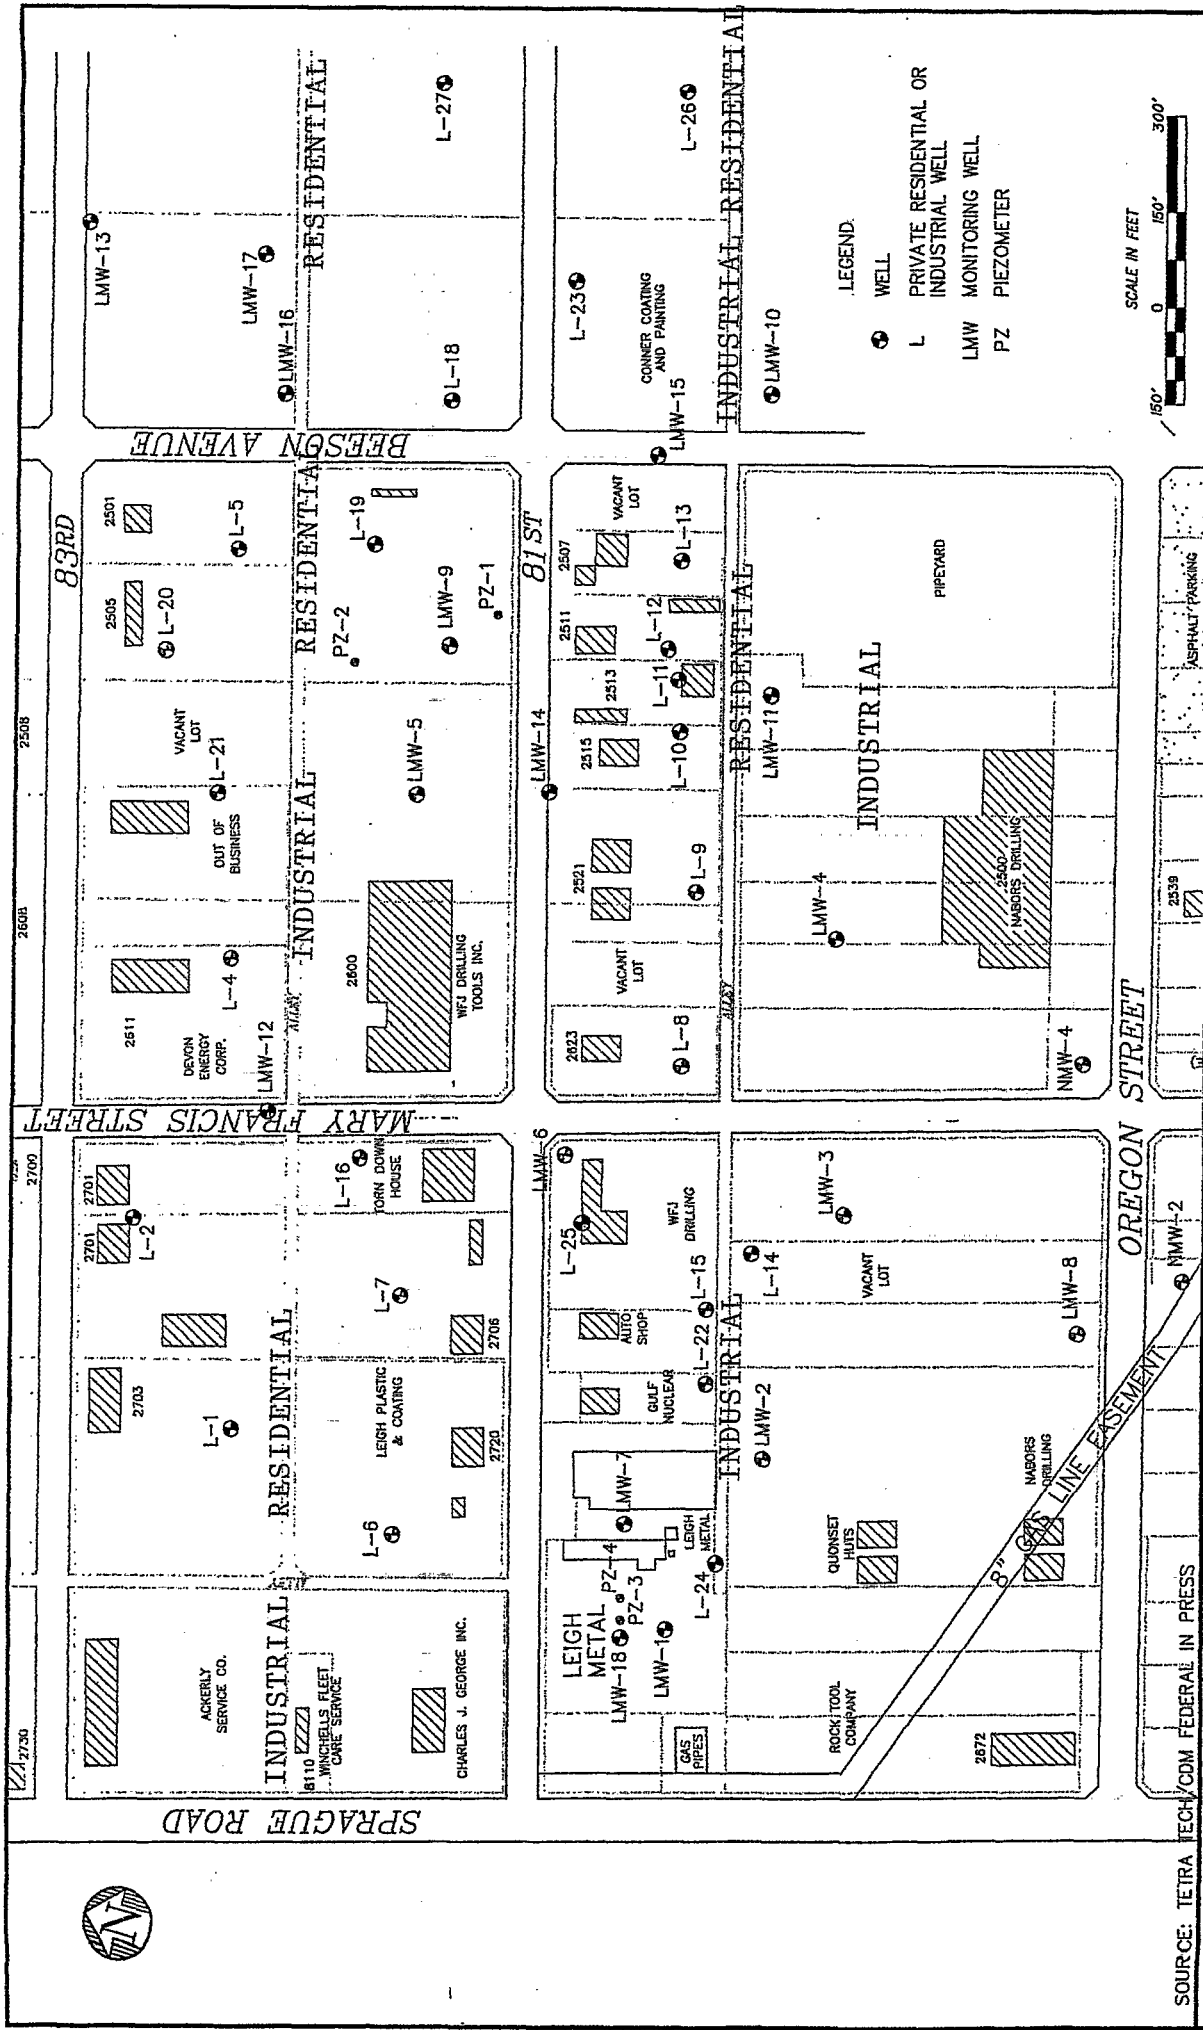 N
SPRAGUE ROAD
MARY FRANCIS STREET
BEESON AVENUE
83RD
81ST
OREGON STREET
2730
2700
2608
2508
ACKERLY
SERVICE CO.
INDUSTRIAL
8110
WINCHELLS FLEET
CARE SERVICE
CHARLES J. GEORGE INC.
2703
L-1
2701
2701
L-2
RESIDENTIAL
L-6
LEIGH PLASTIC
& COATING
2720
L-7
2706
L-16
TORN DOWN
HOUSE
2611
DEVON
ENERGY
CORP.
L-4
LMW-12
ALLEY
OUT OF
BUSINESS
L-21
VACANT
LOT
2505
L-20
2501
L-5
INDUSTRIAL
RESIDENTIAL
RESIDENTIAL
2600
WFJ DRILLING
TOOLS INC.
LMW-5
PZ-2
L-19
LMW-9
PZ-1
LMW-13
LMW-17
LMW-16
RESIDENTIAL
L-18
L-27
LEIGH
METAL
LMW-18
PZ-4
PZ-3
LMW-1
GAS
PIPES
LMW-7
LEIGH
METAL
L-24
GULF
NUCLEAR
L-22
AUTO
SHOP
L-15
L-25
LMW-6
WFJ
DRILLING
INDUSTRIAL
2623
L-8
VACANT
LOT
2521
L-9
LMW-14
2515
L-10
2513
L-11
2511
L-12
2507
L-13
VACANT
LOT
ALLEY
RESIDENTIAL
LMW-15
L-23
CONNER COATING
AND PAINTING
L-26
INDUSTRIAL RESIDENTIAL
INDUSTRIAL RESIDENTIAL
ROCK TOOL
COMPANY
2672
QUONSET
HUTS
NABORS
DRILLING
8" GAS LINE EASEMENT
LMW-2
L-14
LMW-3
VACANT
LOT
LMW-8
NMW-2
NMW-4
LMW-4
LMW-11
INDUSTRIAL
2500
NABORS DRILLING
PIPEYARD
2539
ASPHALT PARKING
LMW-10
LEGEND:
WELL
L PRIVATE RESIDENTIAL OR
INDUSTRIAL WELL
LMW MONITORING WELL
PZ PIEZOMETER
SCALE IN FEET
150' 0 150' 300'
SOURCE: TETRA TECH/CDM FEDERAL IN PRESS